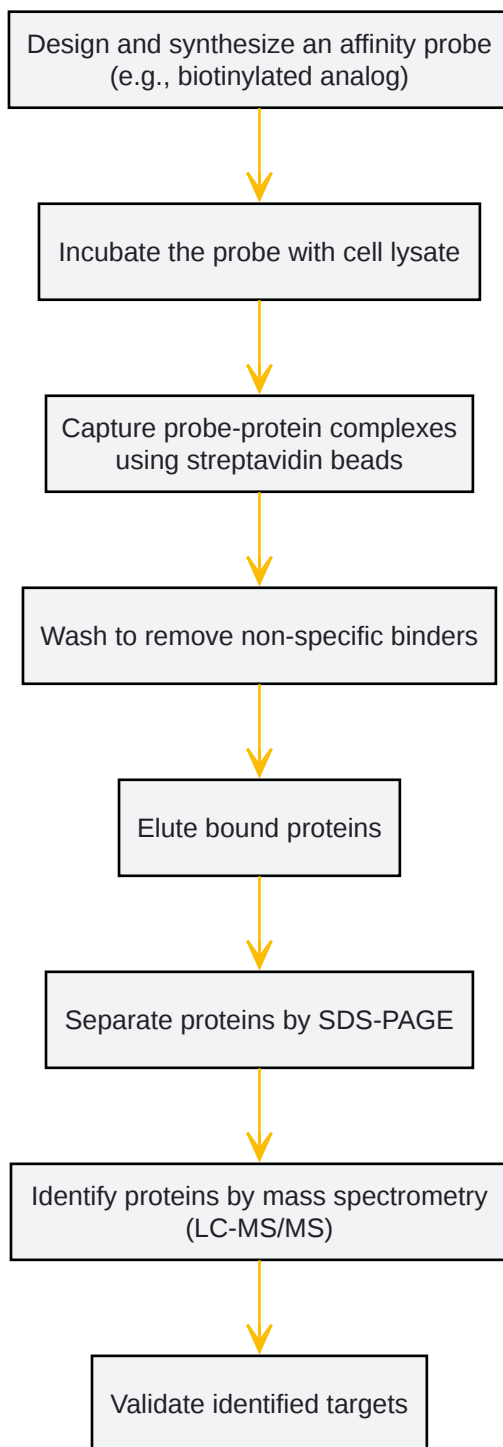 Design and synthesize an affinity probe
(e.g., biotinylated analog)
Incubate the probe with cell lysate
Capture probe-protein complexes
using streptavidin beads
Wash to remove non-specific binders
Elute bound proteins
Separate proteins by SDS-PAGE
Identify proteins by mass spectrometry
(LC-MS/MS)
Validate identified targets